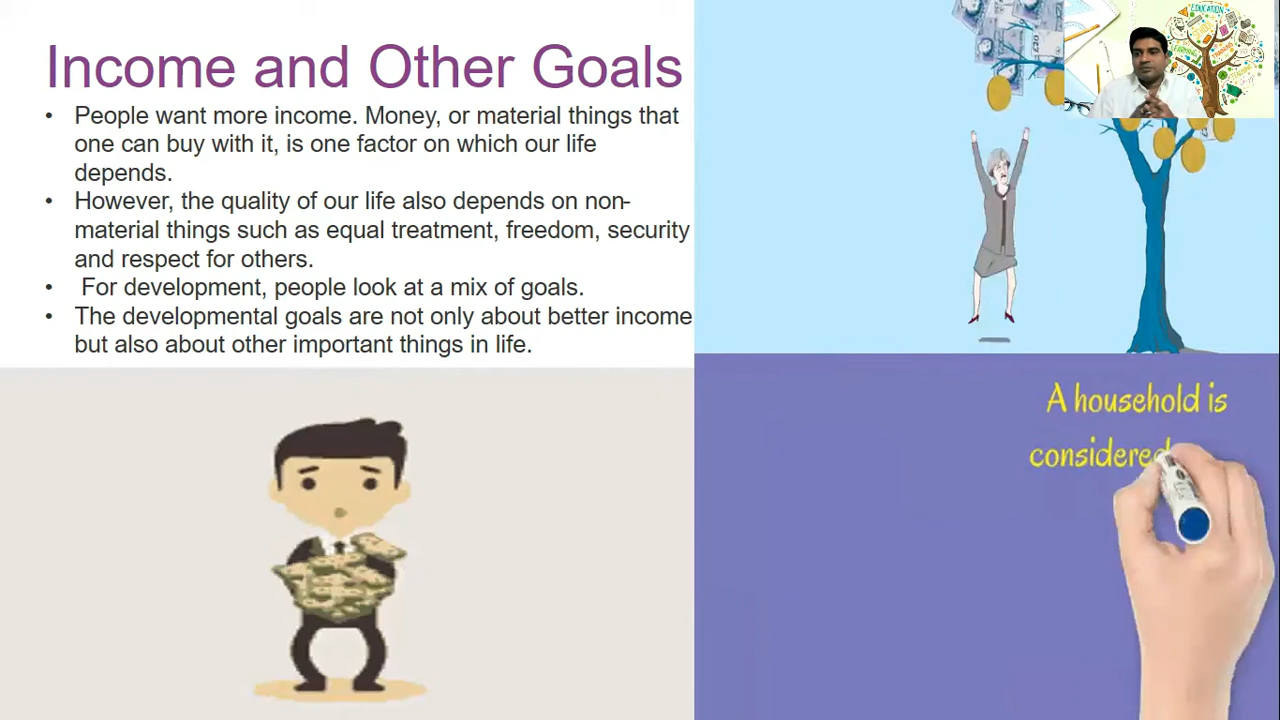 Income and Other Goals
• People want more income. Money, or material things that
one can buy with it, is one factor on which our life
depends.
• However, the quality of our life also depends on non-
material things such as equal treatment, freedom, security
and respect for others.
• For development, people look at a mix of goals.
• The developmental goals are not only about better income
but also about other important things in life.
EDUCATION
A household is
considered